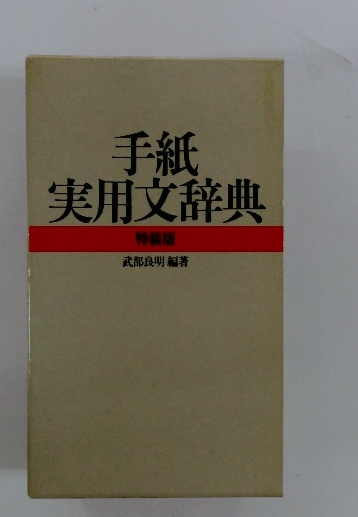 手紙
実用文辞典
特装版
武部良明 編著